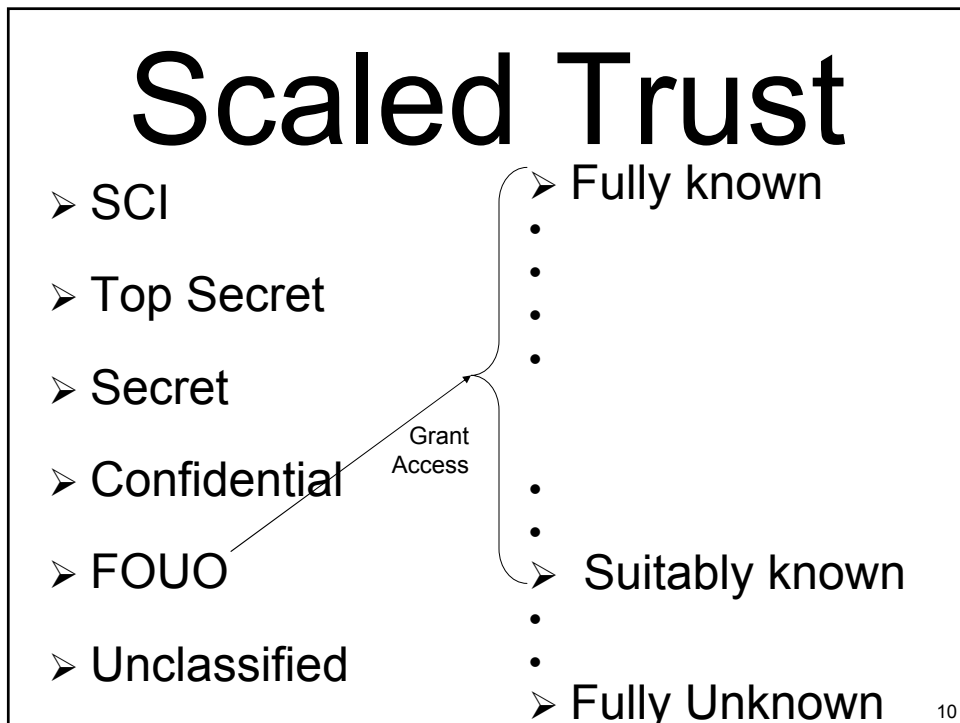 Scaled Trust
➢ SCI
➢ Top Secret
➢ Secret
➢ Confidential
➢ FOUO
➢ Unclassified
Grant
Access
➢ Fully known
•
•
•
•
•
•
➢ Suitably known
•
•
➢ Fully Unknown
10